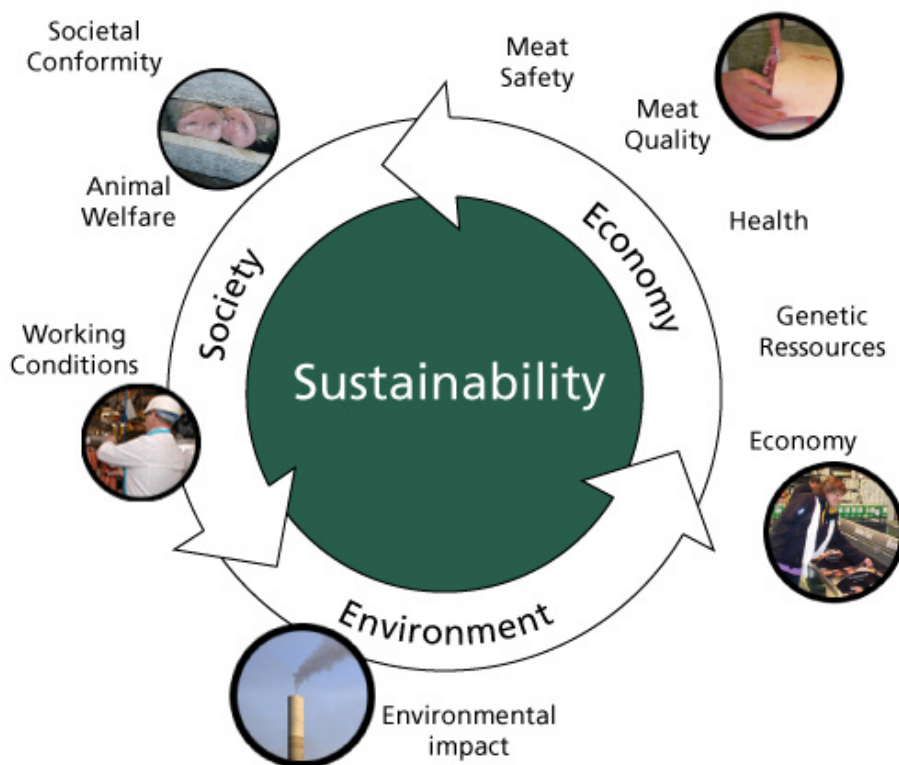 Societal
Conformity
Meat
Safety
Meat
Quality
Animal
Welfare
Health
Society
Economy
Working
Conditions
Genetic
Ressources
Sustainability
Economy
Environment
Environmental
impact